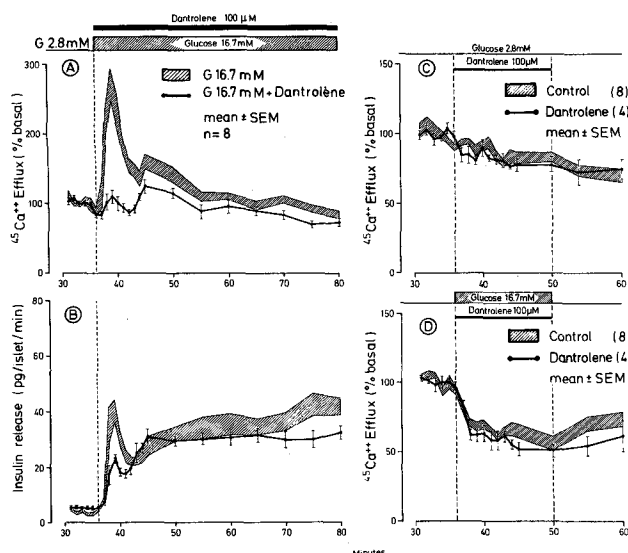 Dantrolene 100 µM
G 2.8mM
Glucose 16.7mM
A
G 16.7 mM
G 16.7 mM + Dantrolène
mean ± SEM
n= 8
45Ca++ Efflux (% basal)
300
200
100
50
0
30 40 50 60 70 80
B
Insulin release (pg/islet/min)
80
60
40
20
0
30 40 50 60 70 80
Glucose 2.8mM
Dantrolene 100µM
C
Control (8)
Dantrolene (4)
mean ± SEM
45Ca++ Efflux (% basal)
150
100
50
0
30 40 50 60
Glucose 16.7mM
Dantrolene 100µM
D
Control (8
Dantrolene (4
mean ± SEM
45Ca++ Efflux (% basal)
150
100
50
0
30 40 50 60
Minutes